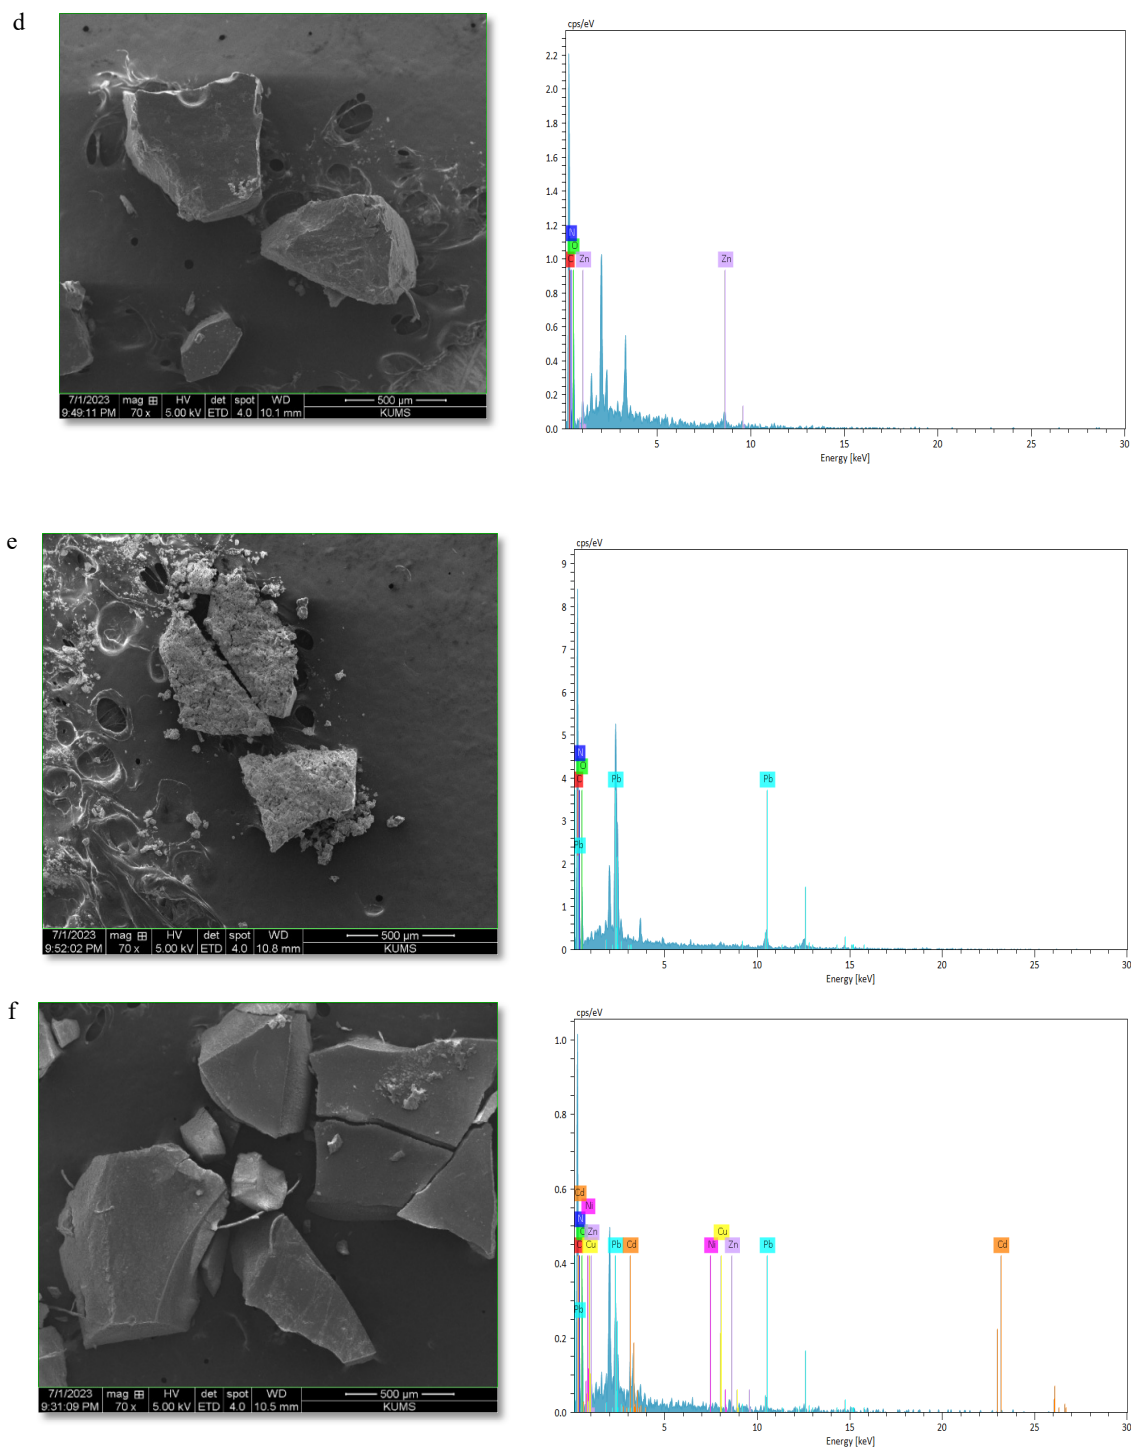 d
7/1/2023 mag HV det spot WD 500 µm
9:49:11 PM 70 x 5.00 kV ETD 4.0 10.1 mm KUMS
cps/eV
2.2
2.0
1.8
1.6
1.4
1.2
1.0
0.8
0.6
0.4
0.2
0.0
N
O
C Zn Zn
5 10 15 20 25 30
Energy [keV]
e
7/1/2023 mag HV det spot WD 500 µm
9:52:02 PM 70 x 5.00 kV ETD 4.0 10.8 mm KUMS
cps/eV
9
8
7
6
5
4
3
2
1
0
N
O
C Pb Pb
Pb
5 10 15 20 25 30
Energy [keV]
f
7/1/2023 mag HV det spot WD 500 µm
9:31:09 PM 70 x 5.00 kV ETD 4.0 10.5 mm KUMS
cps/eV
1.0
0.8
0.6
0.4
0.2
0.0
Cd
Ni
N
O Zn Cu
C Cu Pb Cd Ni Zn Pb Cd
Pb
5 10 15 20 25 30
Energy [keV]